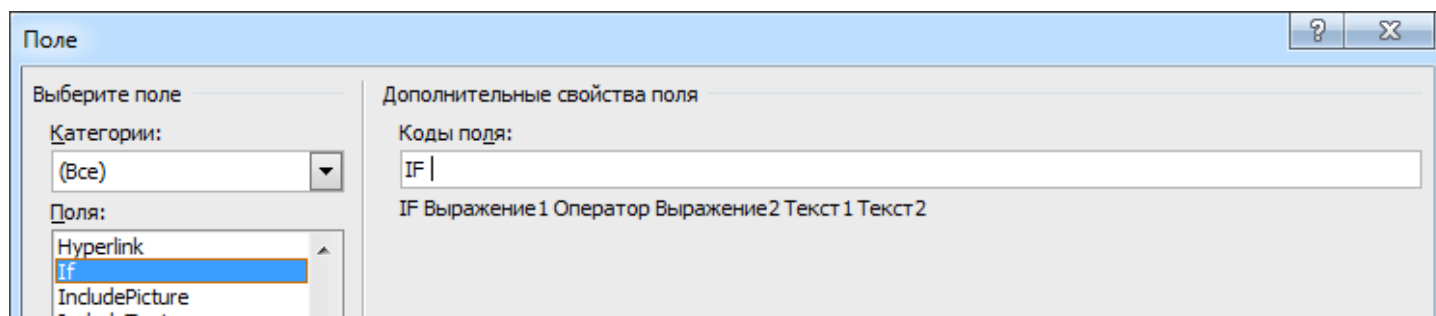 Поле
Выберите поле
Категории:
(Все)
Поля:
Hyperlink
If
IncludePicture
Дополнительные свойства поля
Коды поля:
IF
IF Выражение1 Оператор Выражение2 Текст1 Текст2